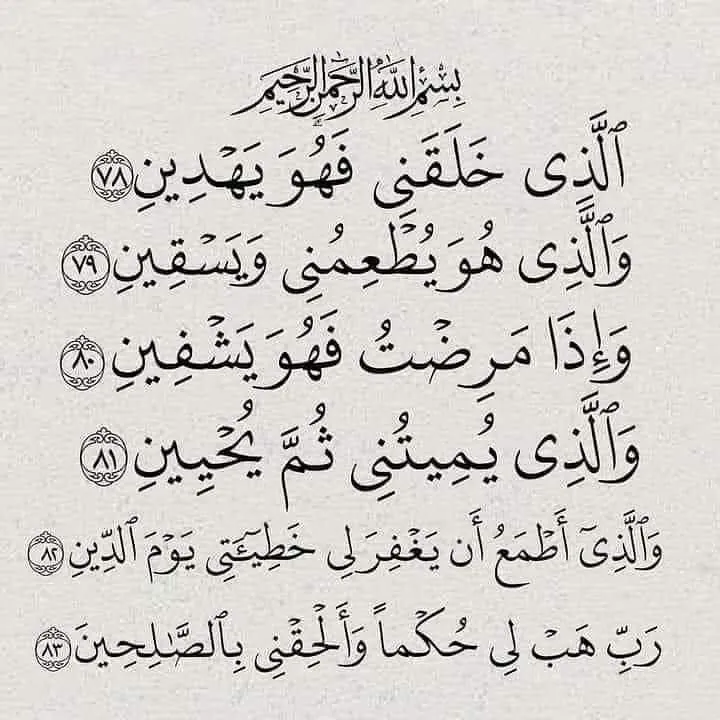 بِسْمِ اللَّهِ الرَّحْمَٰنِ الرَّحِيمِ
ٱلَّذِى خَلَقَنِى فَهُوَ يَهْدِينِ ٧٨
وَٱلَّذِى هُوَ يُطْعِمُنِى وَيَسْقِينِ ٧٩
وَإِذَا مَرِضْتُ فَهُوَ يَشْفِينِ ٨٠
وَٱلَّذِى يُمِيتُنِى ثُمَّ يُحْيِينِ ٨١
وَٱلَّذِىٓ أَطْمَعُ أَن يَغْفِرَ لِى خَطِيٓـَٔتِى يَوْمَ ٱلدِّينِ ٨٢
رَبِّ هَبْ لِى حُكْماً وَأَلْحِقْنِى بِٱلصَّـٰلِحِينَ ٨٣